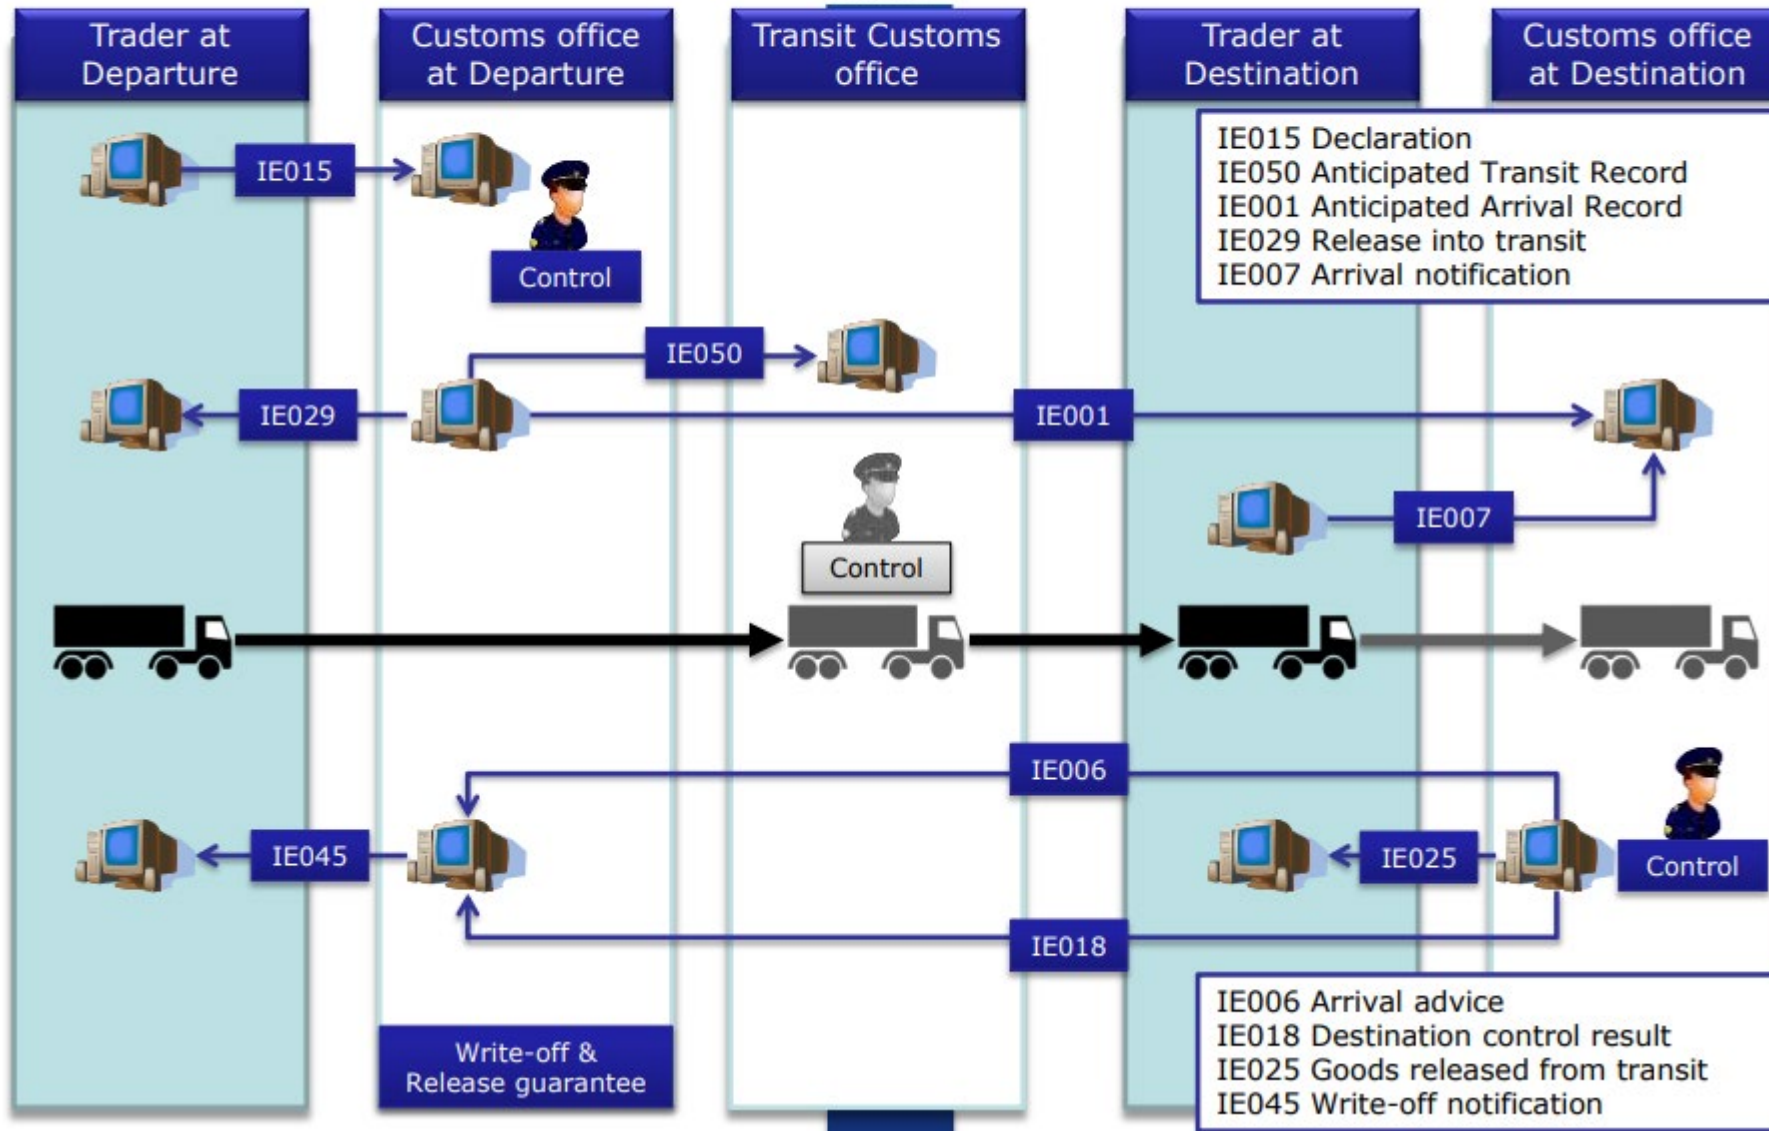 Trader at
Departure
Customs office
at Departure
Transit Customs
office
Trader at
Destination
Customs office
at Destination
IE015 Declaration
IE050 Anticipated Transit Record
IE001 Anticipated Arrival Record
IE029 Release into transit
IE007 Arrival notification
IE015
Control
IE050
IE029
IE001
IE007
Control
IE006
IE045
IE025
Control
IE018
Write-off &
Release guarantee
IE006 Arrival advice
IE018 Destination control result
IE025 Goods released from transit
IE045 Write-off notification